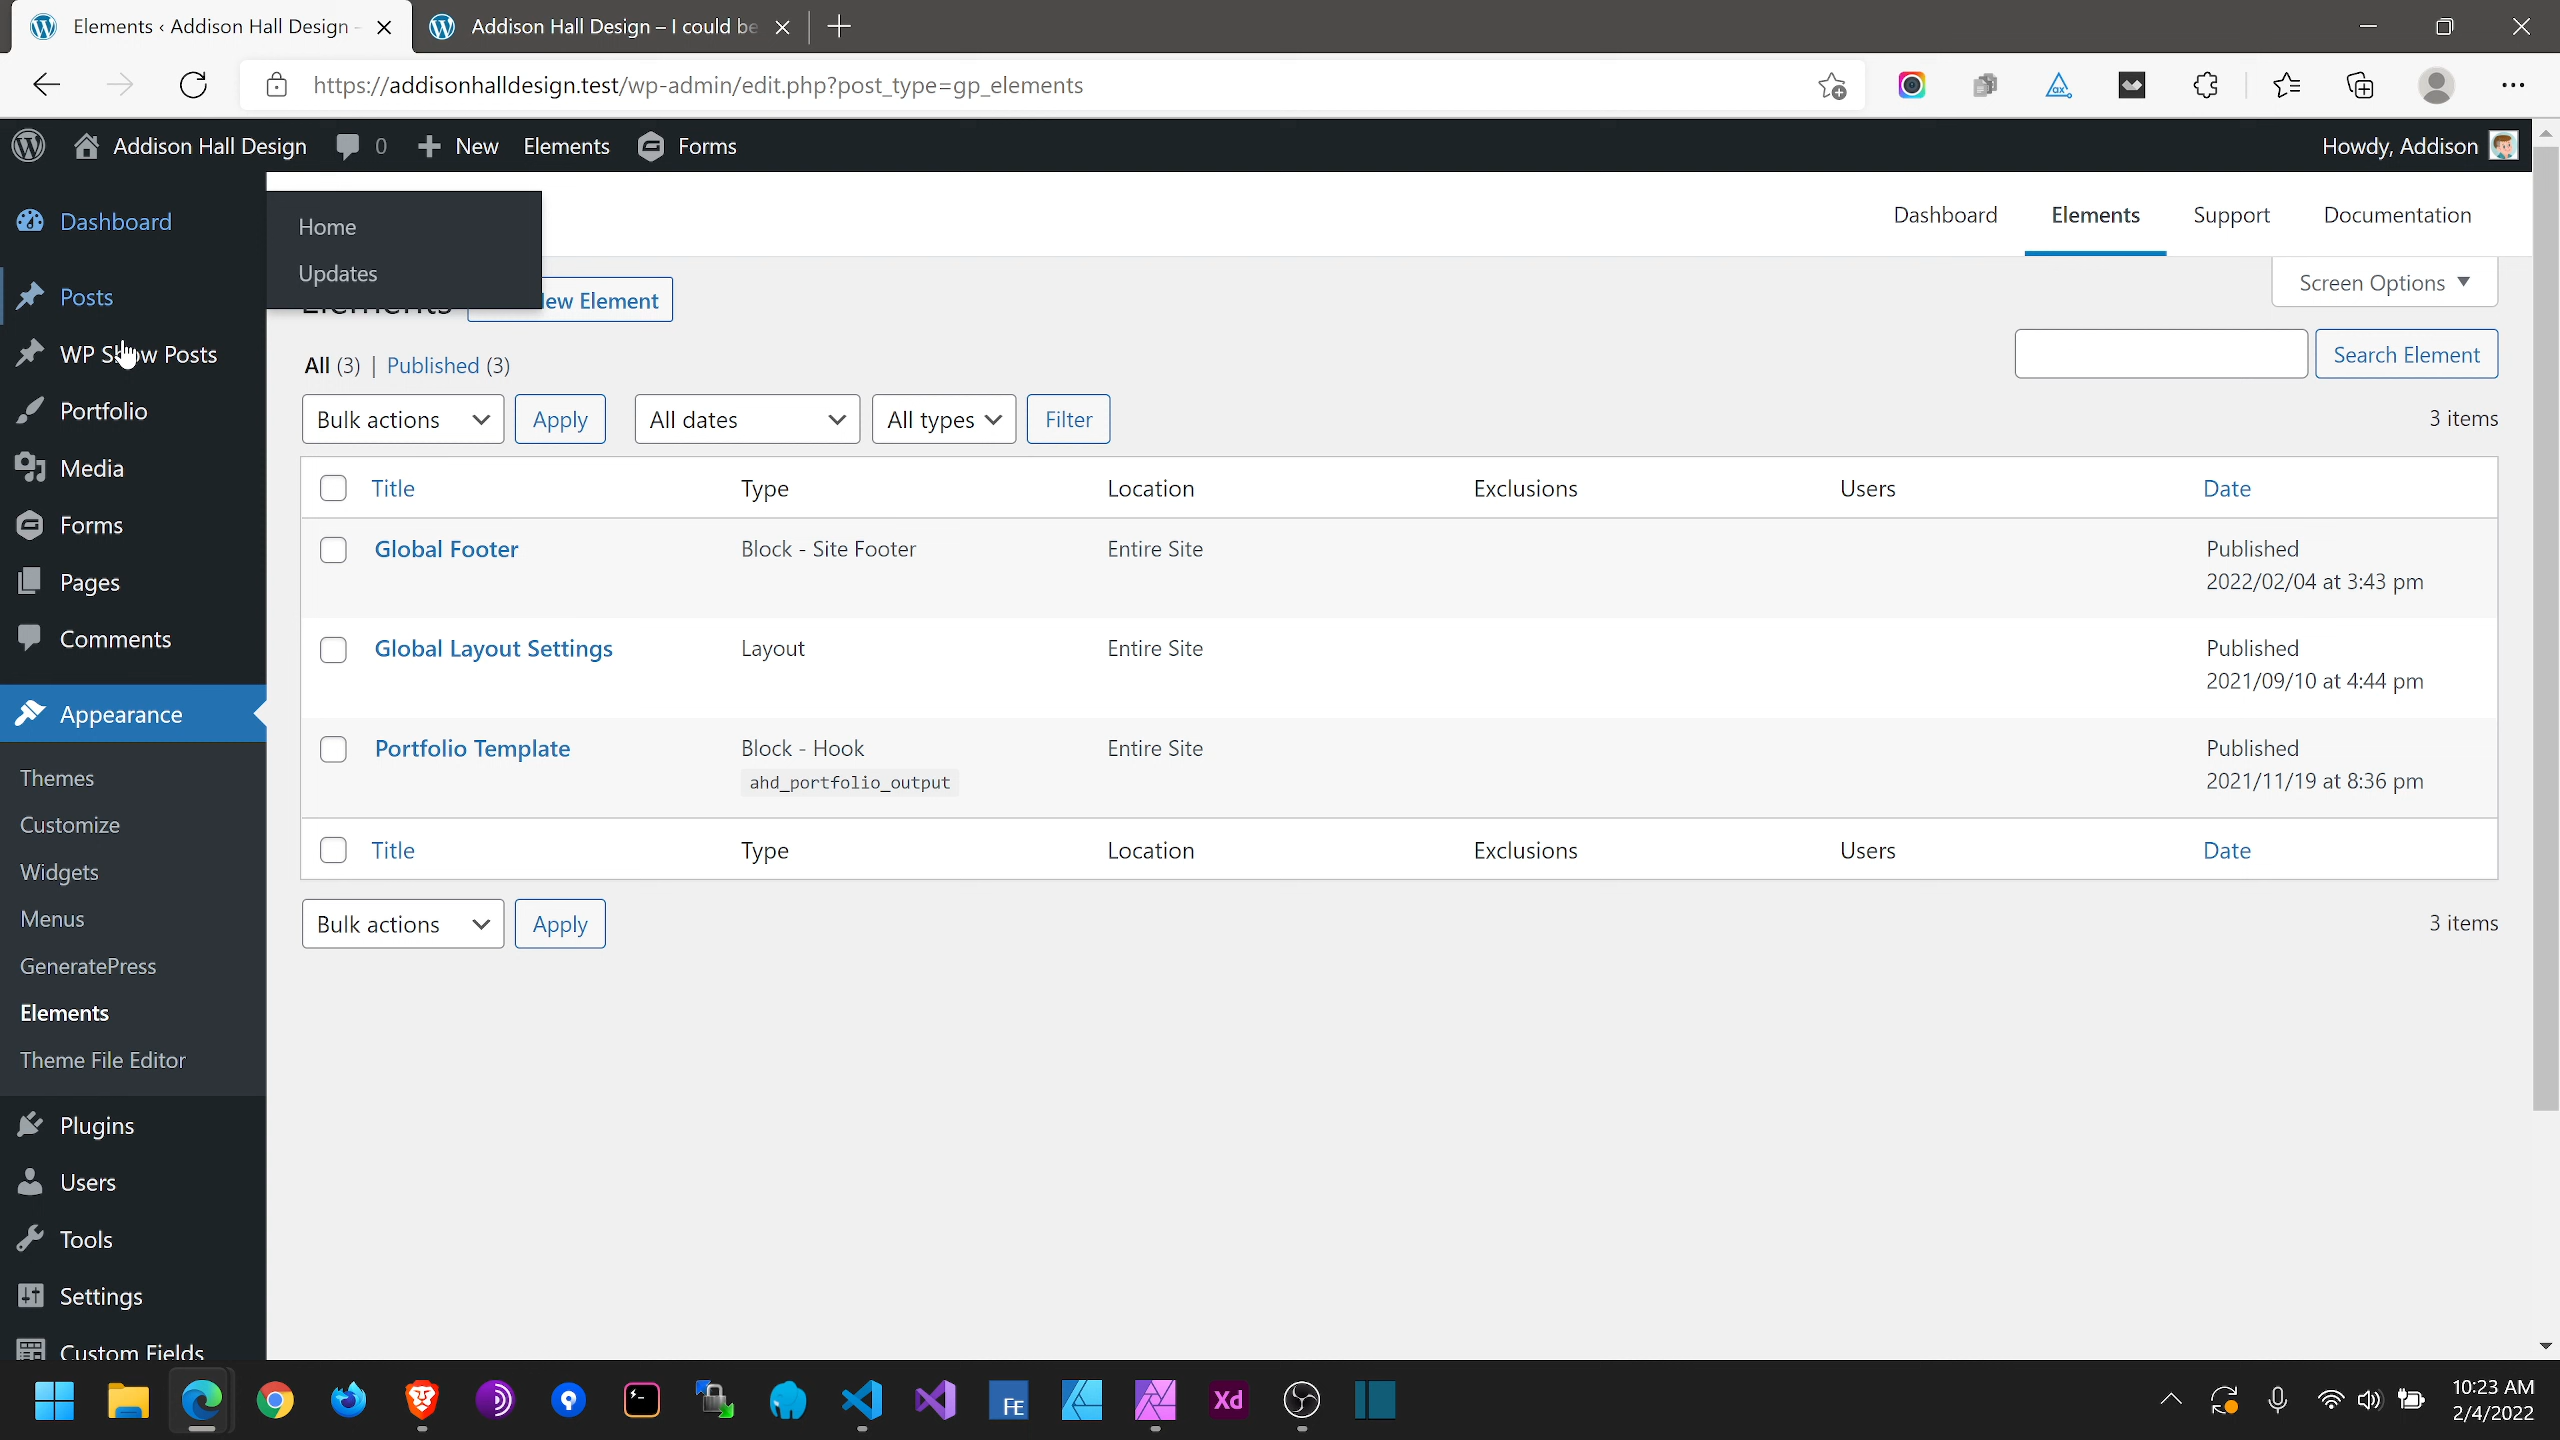 Elements ‹ Addison Hall Design -
Addison Hall Design – I could be
https://addisonhalldesign.test/wp-admin/edit.php?post_type=gp_elements
Addison Hall Design 0 New Elements Forms Howdy, Addison
Dashboard
Home
Updates
Dashboard Elements Support Documentation
Screen Options
Elements New Element
Posts
WP Show Posts
Portfolio
Media
Forms
Pages
Comments
Appearance
Themes
Customize
Widgets
Menus
GeneratePress
Elements
Theme File Editor
Plugins
Users
Tools
Settings
Custom Fields
All (3) | Published (3)
Search Element
Bulk actions Apply All dates All types Filter 3 items
Title Type Location Exclusions Users Date
Global Footer Block - Site Footer Entire Site Published
2022/02/04 at 3:43 pm
Global Layout Settings Layout Entire Site Published
2021/09/10 at 4:44 pm
Portfolio Template Block - Hook Entire Site Published
ahd_portfolio_output 2021/11/19 at 8:36 pm
Title Type Location Exclusions Users Date
Bulk actions Apply 3 items
FE
Xd
10:23 AM
2/4/2022